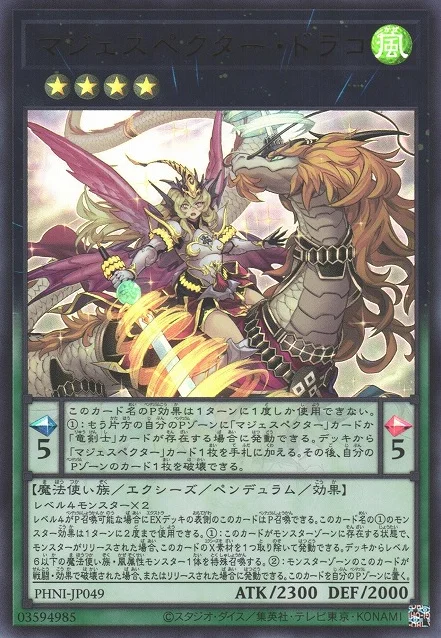 マジェスペクター・ドラコ
風
このカード名のP効果は1ターンに1度しか使用できない。
①:もう片方の自分のPゾーンに「マジェスペクター」カードか
「竜剣士」カードが存在する場合に発動できる。デッキから
「マジェスペクター」カード1枚を手札に加える。その後、自分の
Pゾーンのカード1枚を破壊できる。
5
5
【魔法使い族/エクシーズ/ペンデュラム/効果】
レベル4モンスター×2
レベル4がP召喚可能な場合にEXデッキの表側のこのカードはP召喚できる。このカード名の①のモン
スター効果は1ターンに2度まで使用できる。①:このカードがモンスターゾーンに存在する状態で、
モンスターがリリースされた場合、このカードのX素材を1つ取り除いて発動できる。デッキからレベル
6以下の魔法使い族・風属性モンスター1体を特殊召喚する。②:モンスターゾーンのこのカードが
戦闘・効果で破壊された場合、またはリリースされた場合に発動できる。このカードを自分のPゾーンに置く。
PHNI-JP049
ATK/2300 DEF/2000
03594985
©スタジオ・ダイス/集英社・テレビ東京・KONAMI